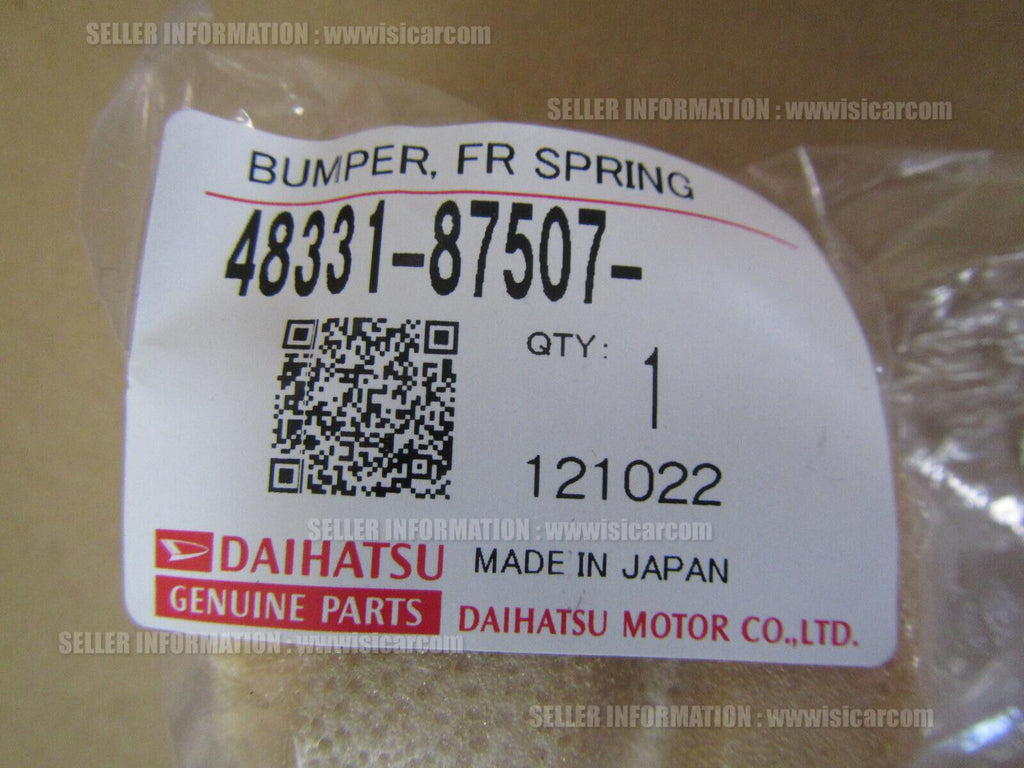 SELLER INFORMATION : wwwisicarcom
SELLER INFORMATION : wwwisicarcom
BUMPER, FR SPRING
48331-87507-
QTY: 1
121022
SELLER INFORMATION : wwwisicarcom
DAIHATSU MADE IN JAPAN
GENUINE PARTS DAIHATSU MOTOR CO.,LTD.
SELLER INFORMATION : wwwisicarcom
SELLER INFORMATION : wwwisicarcom